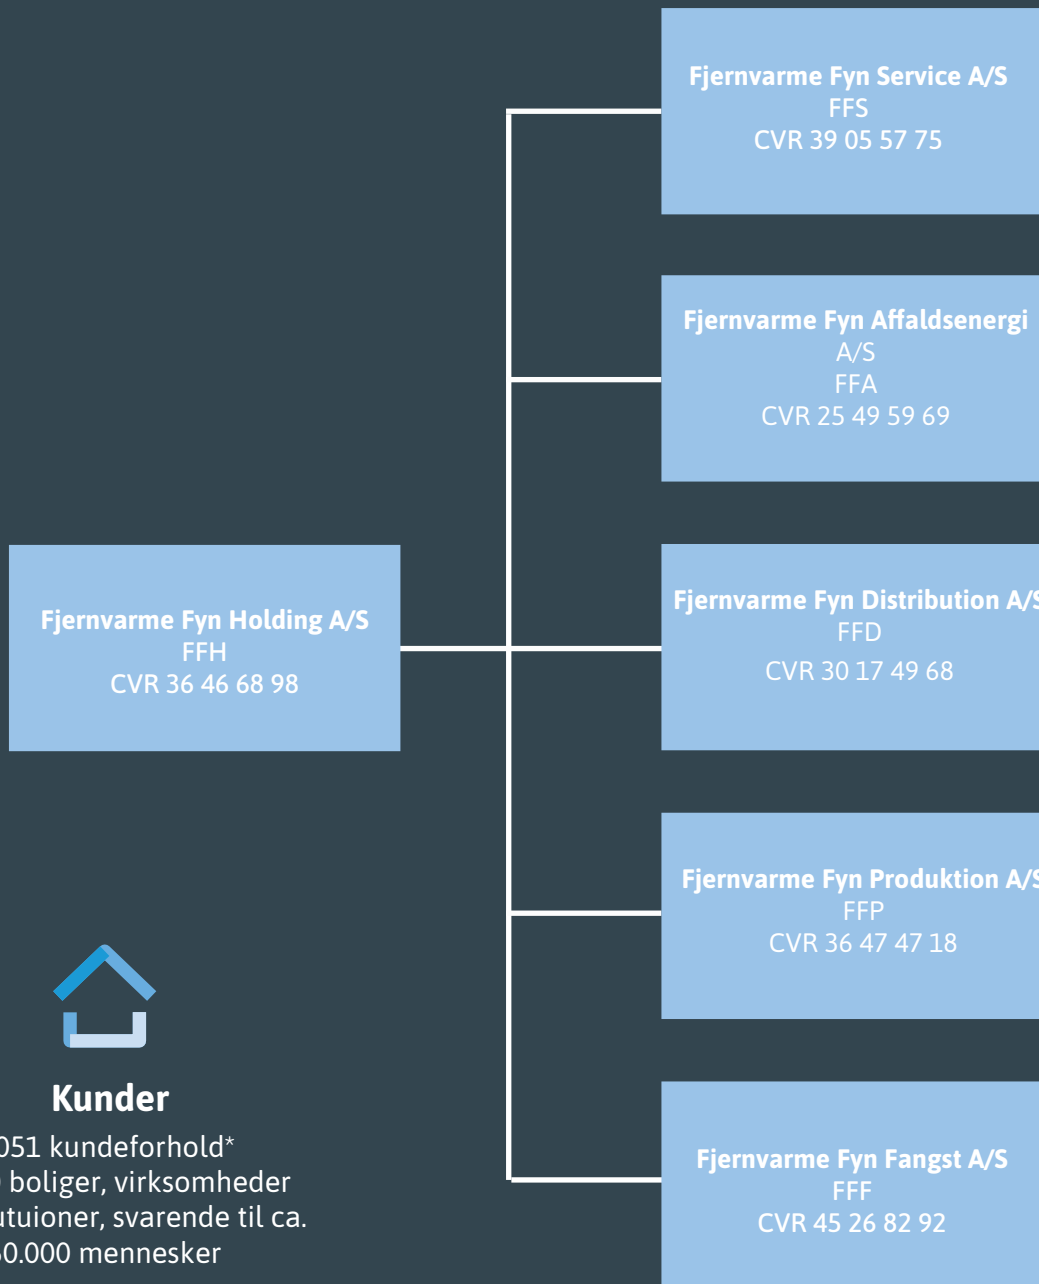 Fjernvarme Fyn Service A/S
FFS
CVR 39 05 57 75
Fjernvarme Fyn Affaldsenergi
A/S
FFA
CVR 25 49 59 69
Fjernvarme Fyn Holding A/S
FFH
CVR 36 46 68 98
Fjernvarme Fyn Distribution A/S
FFD
CVR 30 17 49 68
Fjernvarme Fyn Produktion A/S
FFP
CVR 36 47 47 18
Fjernvarme Fyn Fangst A/S
FFF
CVR 45 26 82 92
Kunder
051 kundeforhold*
boliger, virksomheder
svarende til ca.
mennesker